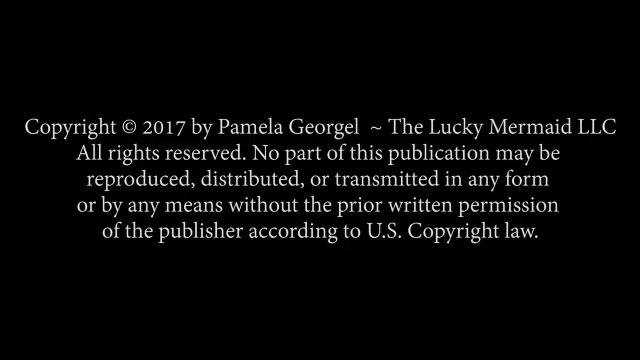 Copyright © 2017 by Pamela Georgel ~ The Lucky Mermaid LLC
All rights reserved. No part of this publication may be
reproduced, distributed, or transmitted in any form
or by any means without the prior written permission
of the publisher according to U.S. Copyright law.